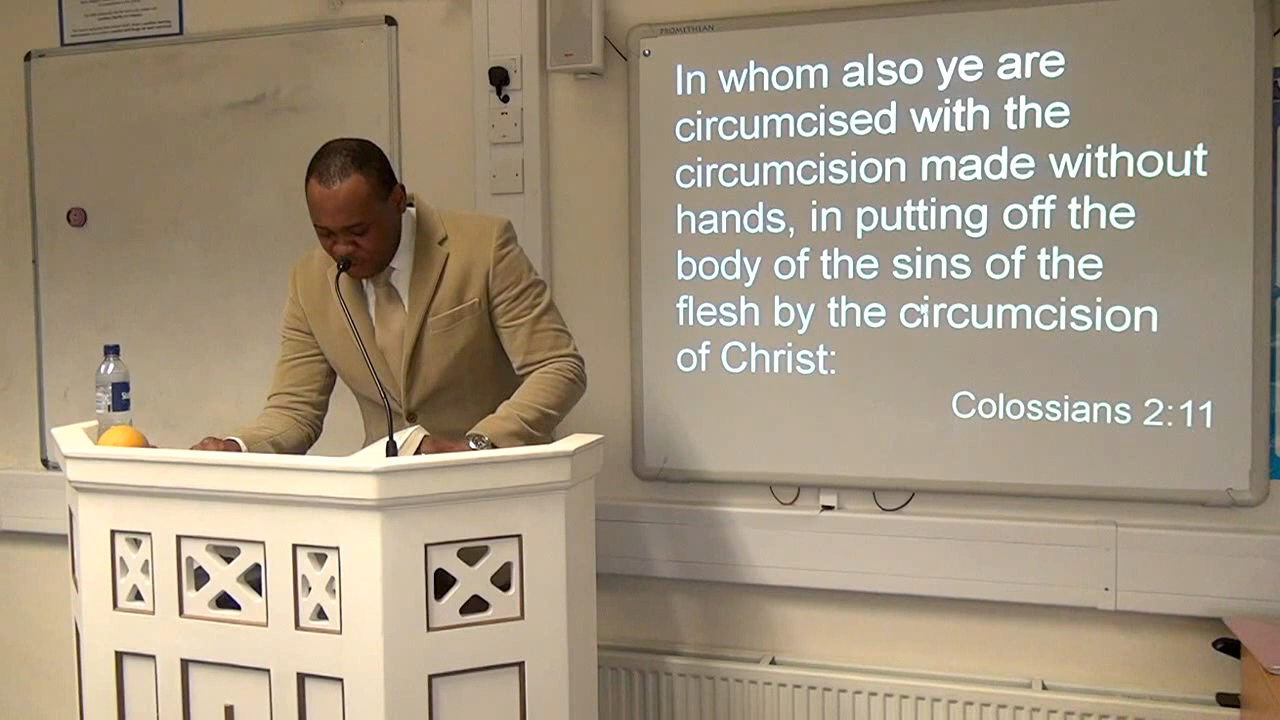 PROMETHEAN
In whom also ye are
circumcised with the
circumcision made without
hands, in putting off the
body of the sins of the
flesh by the circumcision
of Christ:
Colossians 2:11